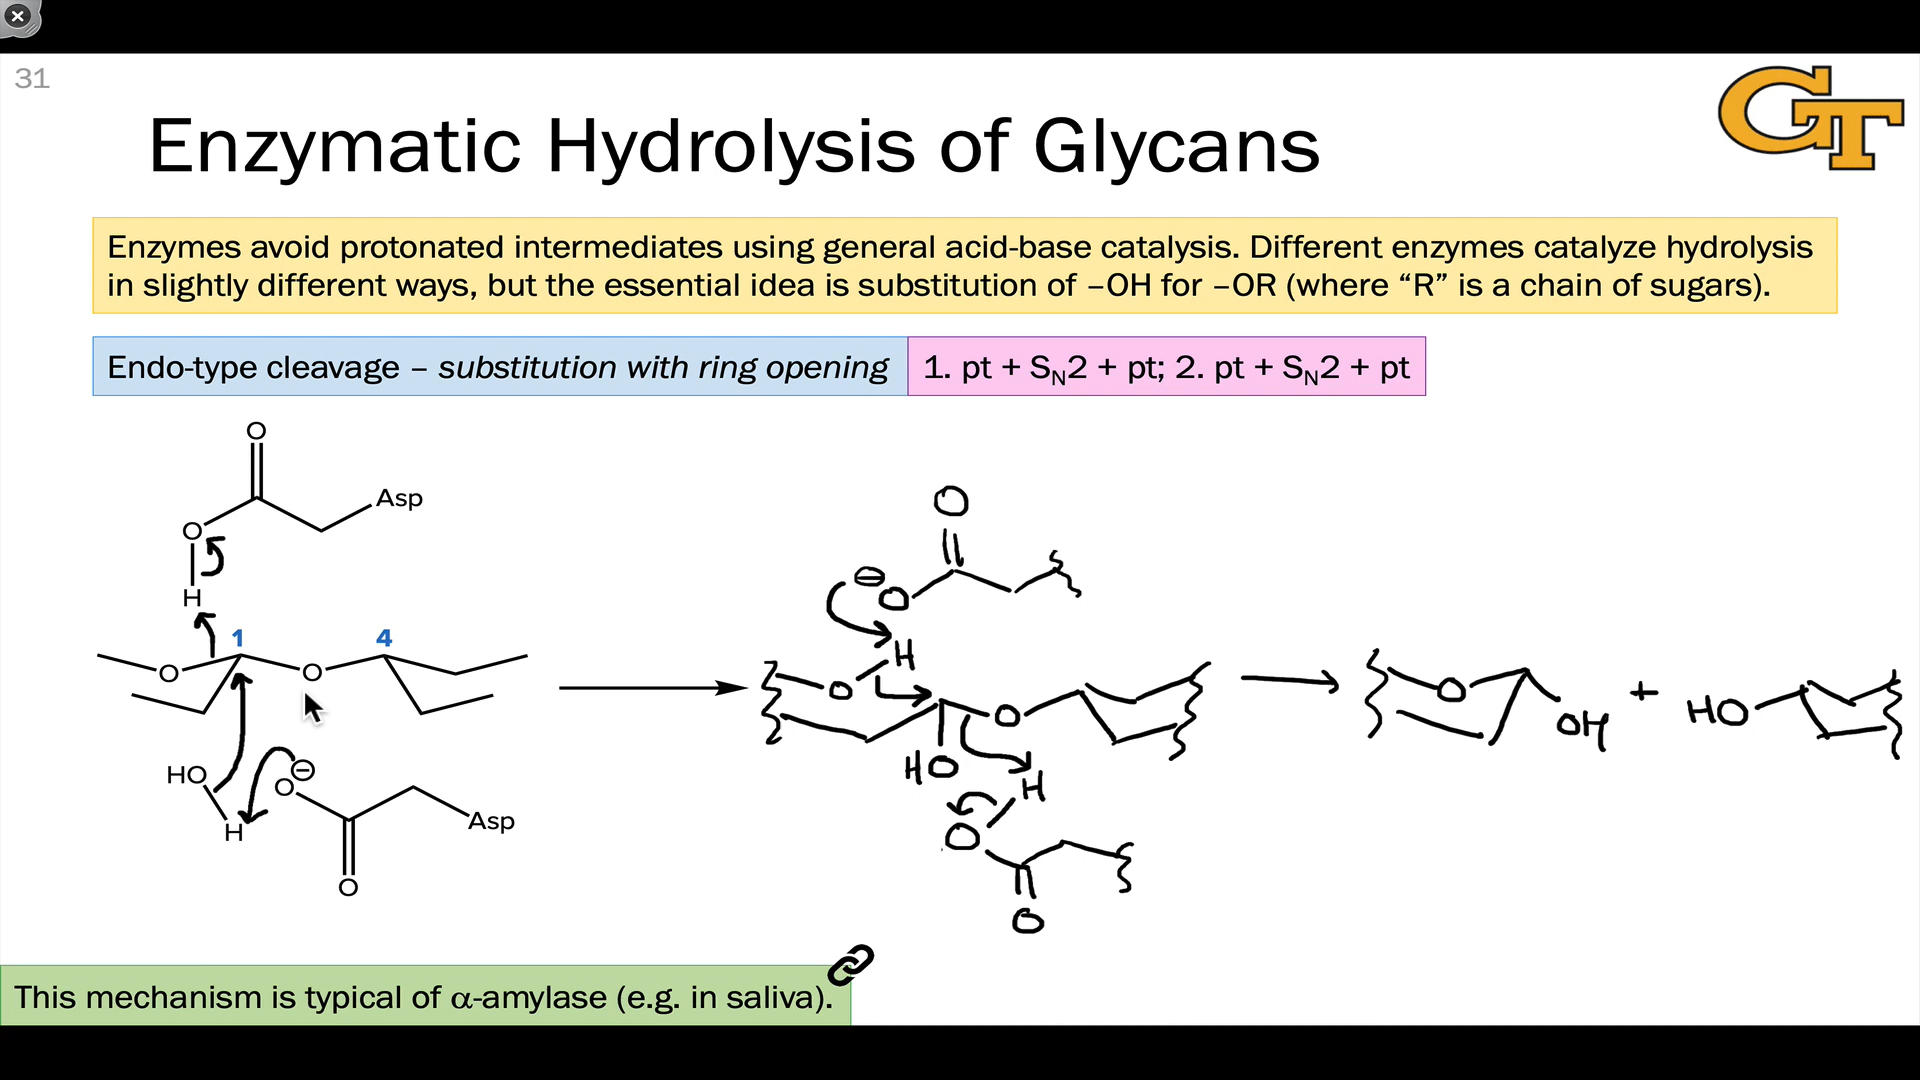 31
GT
Enzymatic Hydrolysis of Glycans
Enzymes avoid protonated intermediates using general acid-base catalysis. Different enzymes catalyze hydrolysis
in slightly different ways, but the essential idea is substitution of –OH for –OR (where “R” is a chain of sugars).
Endo-type cleavage – substitution with ring opening
1. pt + SN2 + pt; 2. pt + SN2 + pt
O
Asp
O
H
1
4
O
O
HO
⊖
O
H
Asp
O
O
⊖
O
H
O
O
HO
H
O
O
O
OH
+
HO
This mechanism is typical of α-amylase (e.g. in saliva).